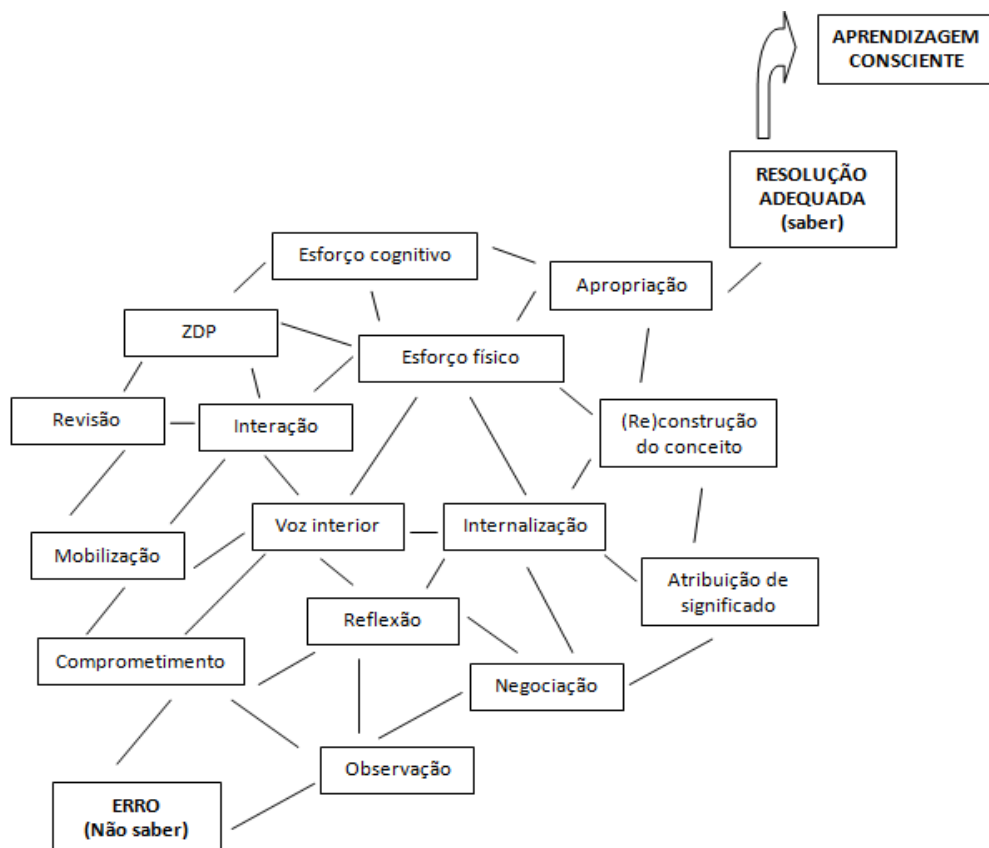 APRENDIZAGEM
CONSCIENTE
RESOLUÇÃO
ADEQUADA
(saber)
Esforço cognitivo
Apropriação
ZDP
Esforço físico
Revisão
Interação
(Re)construção
do conceito
Voz interior
Internalização
Mobilização
Atribuição de
significado
Reflexão
Comprometimento
Negociação
Observação
ERRO
(Não saber)